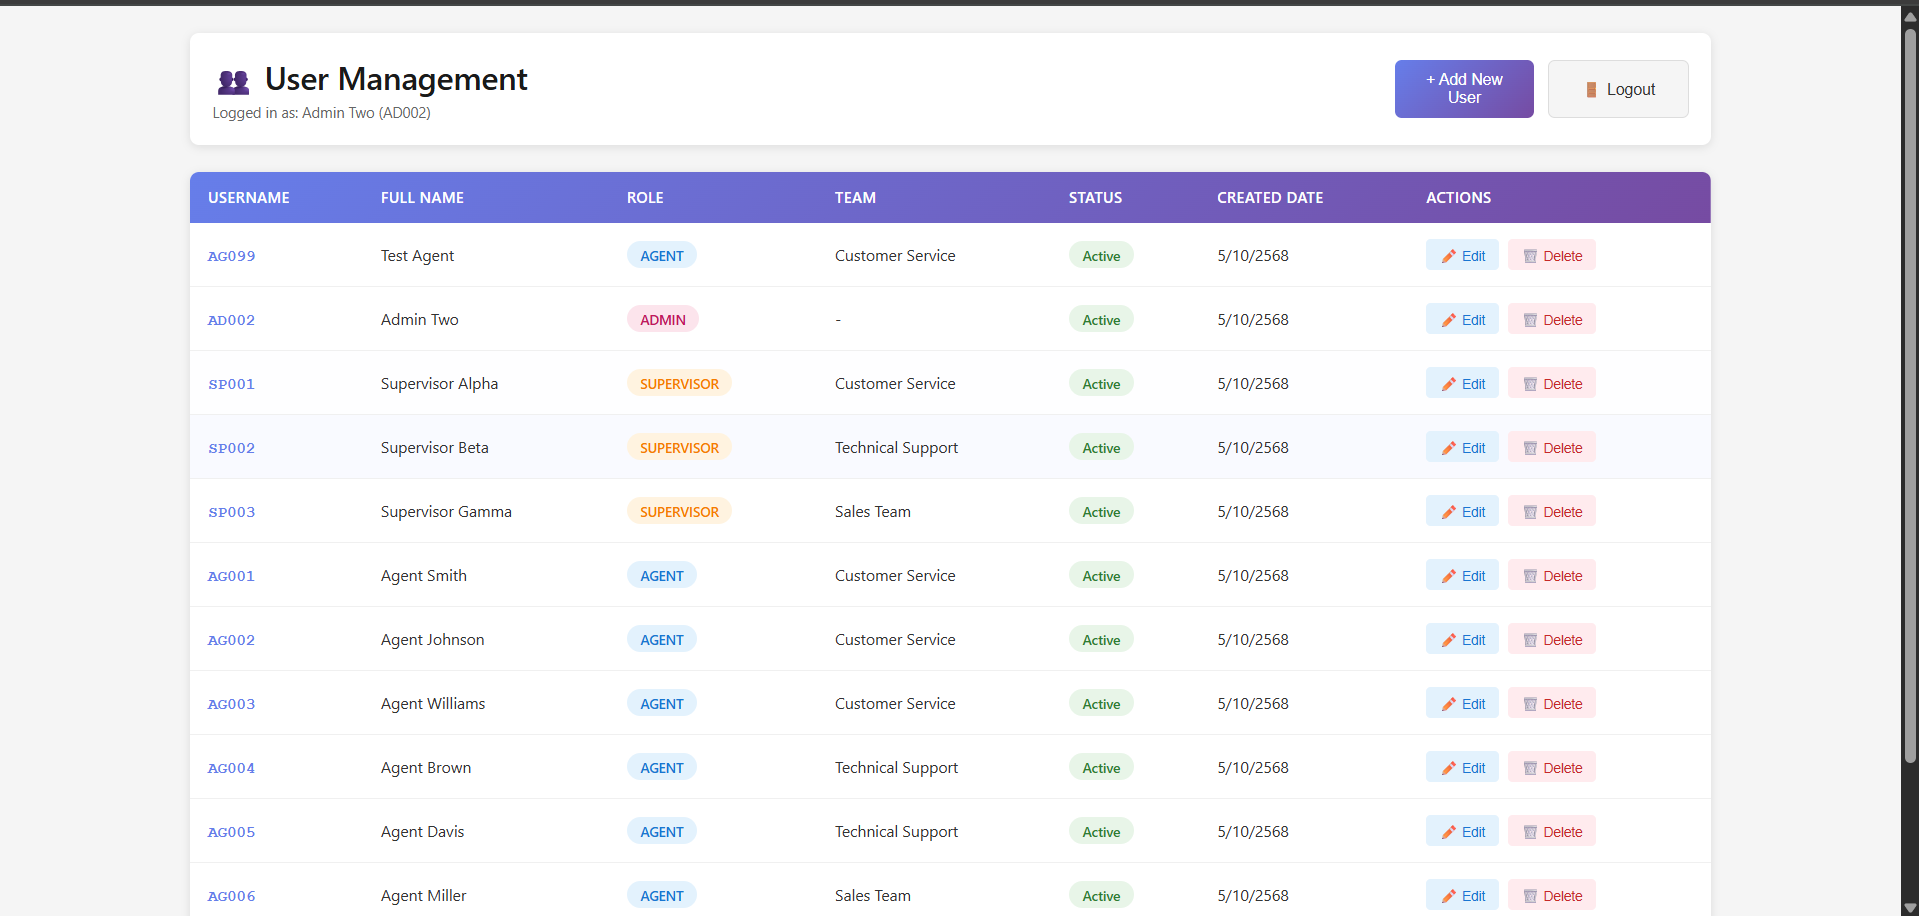 User Management
Logged in as: Admin Two (AD002)
+ Add New
User
Logout
USERNAME FULL NAME ROLE TEAM STATUS CREATED DATE ACTIONS
AG099 Test Agent AGENT Customer Service Active 5/10/2568 Edit Delete
AD002 Admin Two ADMIN - Active 5/10/2568 Edit Delete
SP001 Supervisor Alpha SUPERVISOR Customer Service Active 5/10/2568 Edit Delete
SP002 Supervisor Beta SUPERVISOR Technical Support Active 5/10/2568 Edit Delete
SP003 Supervisor Gamma SUPERVISOR Sales Team Active 5/10/2568 Edit Delete
AG001 Agent Smith AGENT Customer Service Active 5/10/2568 Edit Delete
AG002 Agent Johnson AGENT Customer Service Active 5/10/2568 Edit Delete
AG003 Agent Williams AGENT Customer Service Active 5/10/2568 Edit Delete
AG004 Agent Brown AGENT Technical Support Active 5/10/2568 Edit Delete
AG005 Agent Davis AGENT Technical Support Active 5/10/2568 Edit Delete
AG006 Agent Miller AGENT Sales Team Active 5/10/2568 Edit Delete